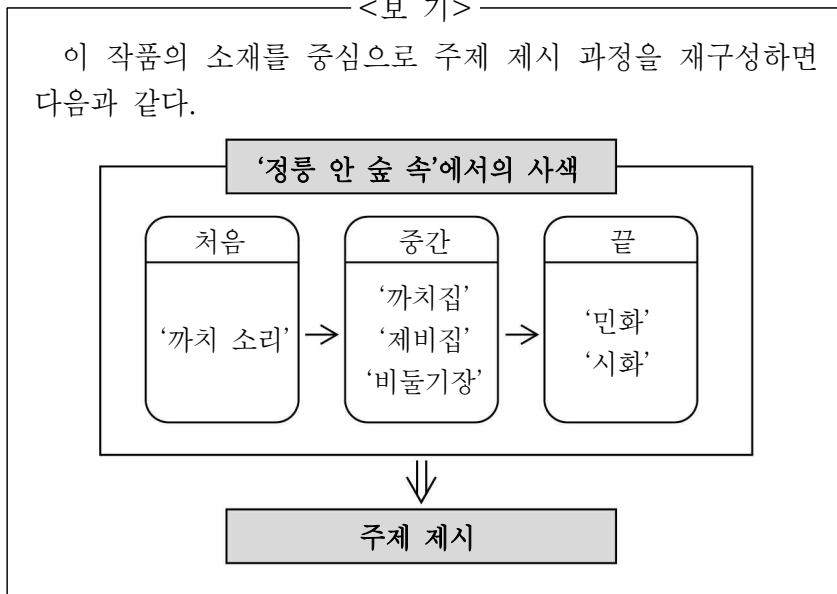 <보 기>
이 작품의 소재를 중심으로 주제 제시 과정을 재구성하면
다음과 같다.
‘정릉 안 숲 속’에서의 사색
처음
‘까치 소리’
중간
‘까치집’
‘제비집’
‘비둘기장’
끝
‘민화’
‘시화’
주제 제시